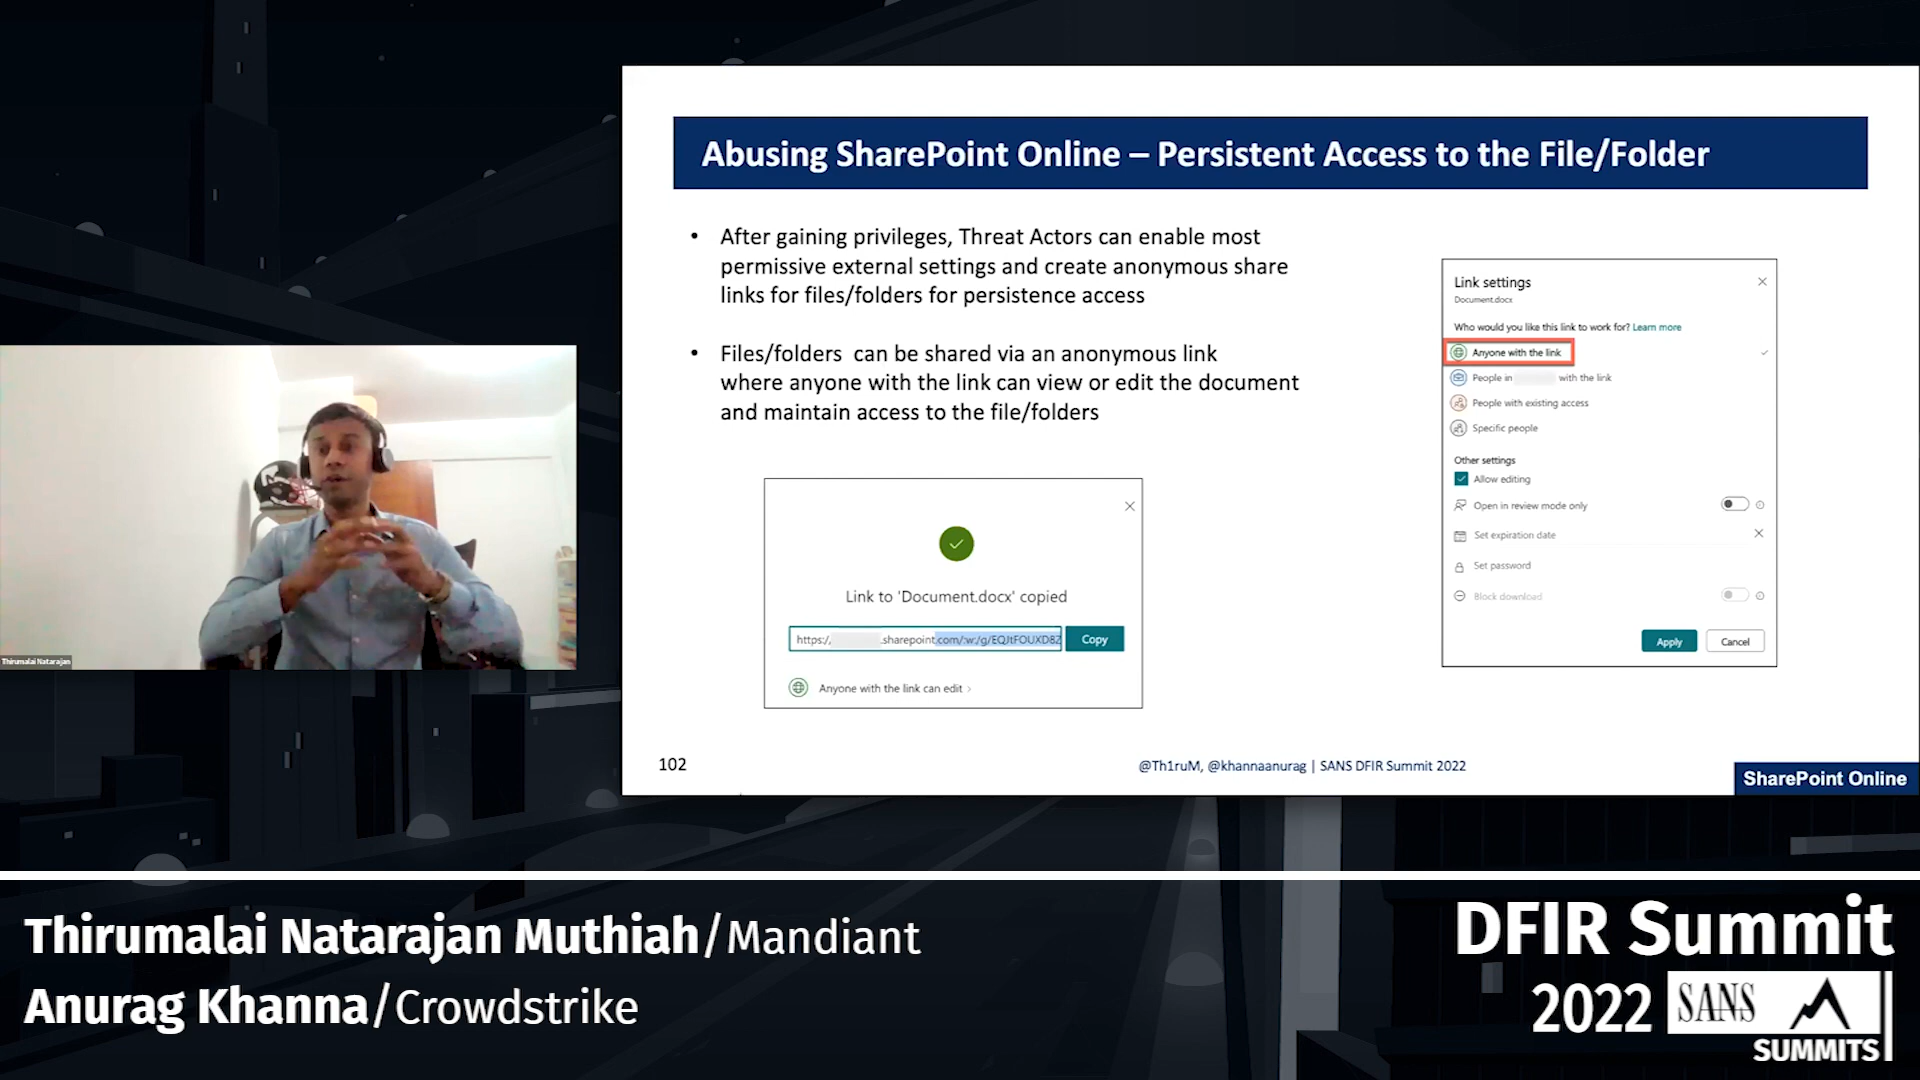 Abusing SharePoint Online – Persistent Access to the File/Folder
• After gaining privileges, Threat Actors can enable most
permissive external settings and create anonymous share
links for files/folders for persistence access
• Files/folders can be shared via an anonymous link
where anyone with the link can view or edit the document
and maintain access to the file/folders
Link to 'Document.docx' copied
https:// .sharepoint.com/:w:/g/EQJtFOUXD8Z
Copy
Anyone with the link can edit
Link settings
Document.docx
Who would you like this link to work for? Learn more
Anyone with the link
People in with the link
People with existing access
Specific people
Other settings
Allow editing
Open in review mode only
Set expiration date
Set password
Block download
Apply Cancel
102
@Th1ruM, @khannaanurag | SANS DFIR Summit 2022
SharePoint Online
Thirumalai Natarajan
Thirumalai Natarajan Muthiah/Mandiant
Anurag Khanna/Crowdstrike
DFIR Summit
2022 SANS
SUMMITS